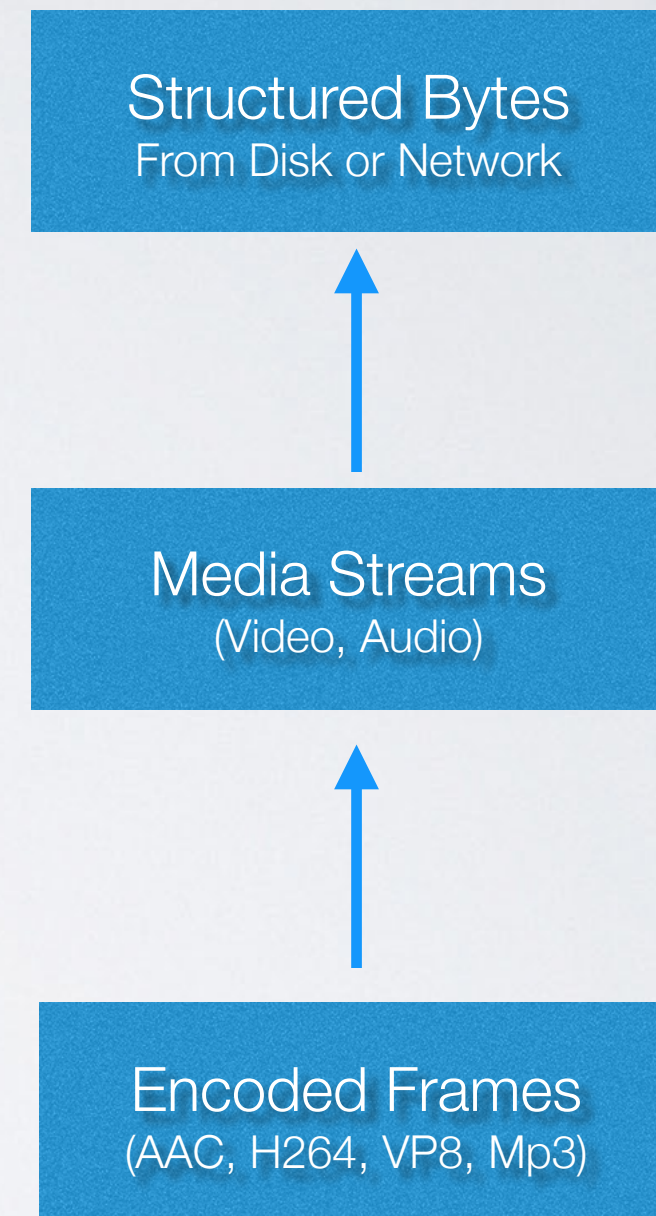 Structured Bytes
From Disk or Network
Media Streams
(Video, Audio)
Encoded Frames
(AAC, H264, VP8, Mp3)